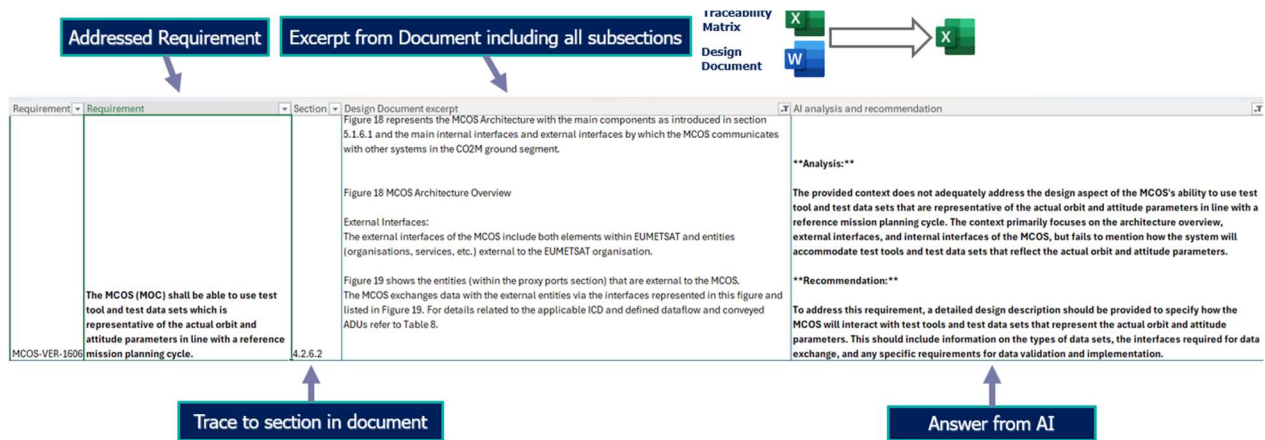 Traceability
Matrix
Addressed Requirement
Excerpt from Document including all subsections
Design
Document
X
W
X
Requirement
Requirement
Section
Design Document excerpt
AI analysis and recommendation
MCOS-VER-1606
The MCOS (MOC) shall be able to use test
tool and test data sets which is
representative of the actual orbit and
attitude parameters in line with a reference
mission planning cycle.
4.2.6.2
Figure 18 represents the MCOS Architecture with the main components as introduced in section
5.1.6.1 and the main internal interfaces and external interfaces by which the MCOS communicates
with other systems in the CO2M ground segment.
Figure 18 MCOS Architecture Overview
External Interfaces:
The external interfaces of the MCOS include both elements within EUMETSAT and entities
(organisations, services, etc.) external to the EUMETSAT organisation.
Figure 19 shows the entities (within the proxy ports section) that are external to the MCOS.
The MCOS exchanges data with the external entities via the interfaces represented in this figure and
listed in Figure 19. For details related to the applicable ICD and defined dataflow and conveyed
ADUs refer to Table 8.
**Analysis:**
The provided context does not adequately address the design aspect of the MCOS's ability to use test
tool and test data sets that are representative of the actual orbit and attitude parameters in line with a
reference mission planning cycle. The context primarily focuses on the architecture overview,
external interfaces, and internal interfaces of the MCOS, but fails to mention how the system will
accommodate test tools and test data sets that reflect the actual orbit and attitude parameters.
**Recommendation:**
To address this requirement, a detailed design description should be provided to specify how the
MCOS will interact with test tools and test data sets that represent the actual orbit and attitude
parameters. This should include information on the types of data sets, the interfaces required for data
exchange, and any specific requirements for data validation and implementation.
Trace to section in document
Answer from AI